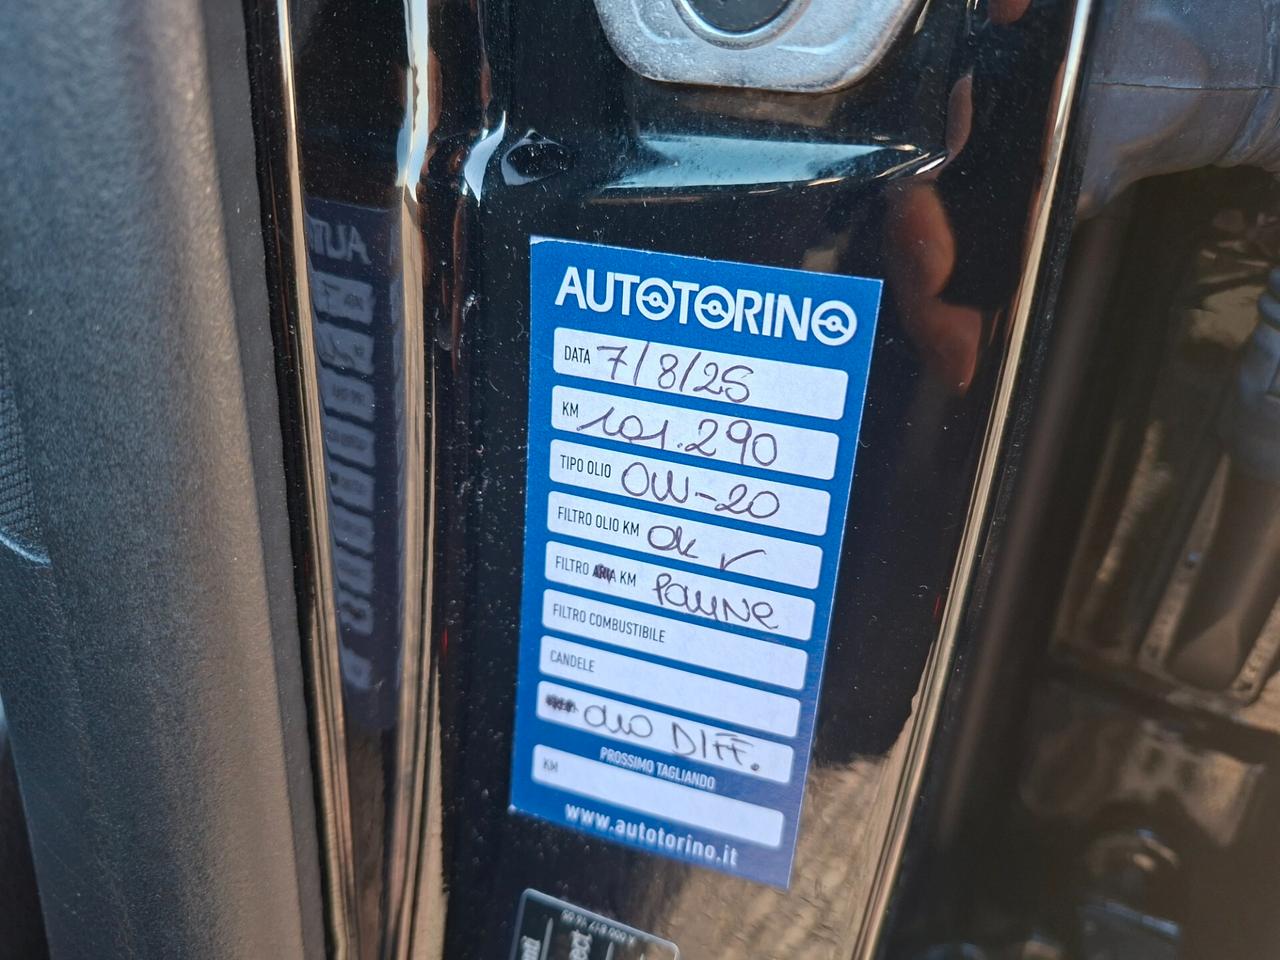 AUTOTORINO
DATA 7/8/25
KM 101.290
TIPO OLIO 0W-20
FILTRO OLIO KM OK ✓
FILTRO ARIA KM POLLINE
FILTRO COMBUSTIBILE
CANDELE
OLIO DIFF.
PROSSIMO TAGLIANDO
KM
www.autotorino.it